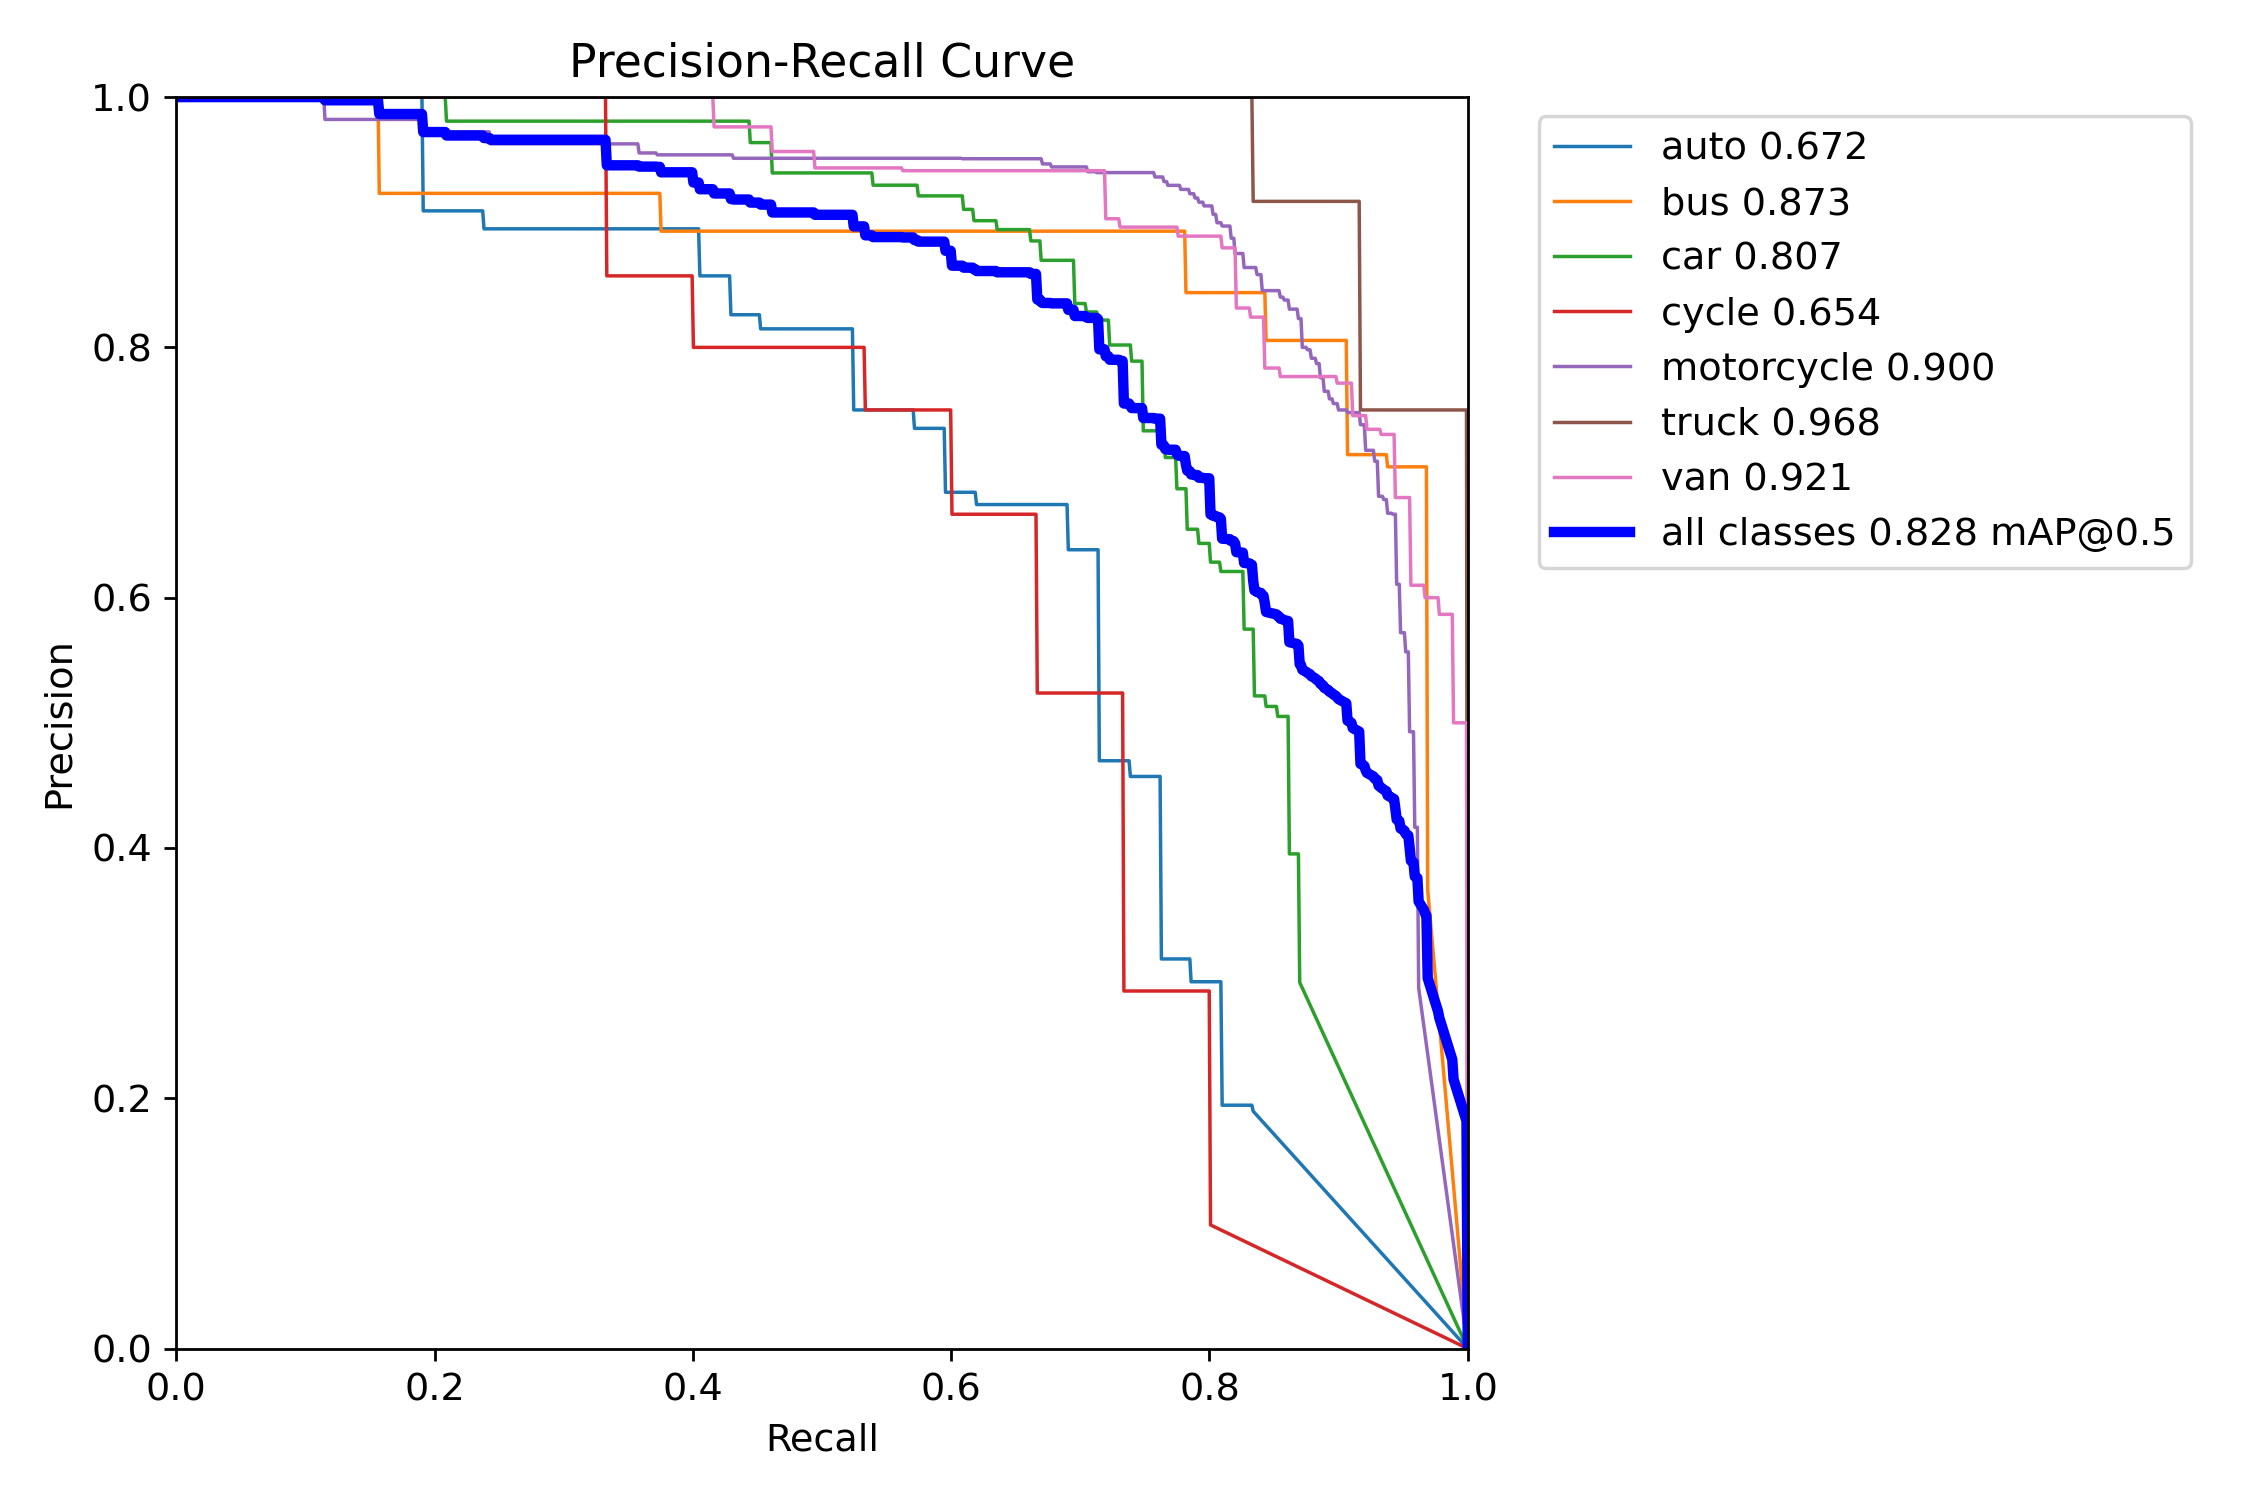 Precision-Recall Curve
1.0
0.8
0.6
0.4
0.2
0.0
Precision
0.0 0.2 0.4 0.6 0.8 1.0
Recall
auto 0.672
bus 0.873
car 0.807
cycle 0.654
motorcycle 0.900
truck 0.968
van 0.921
all classes 0.828 mAP@0.5